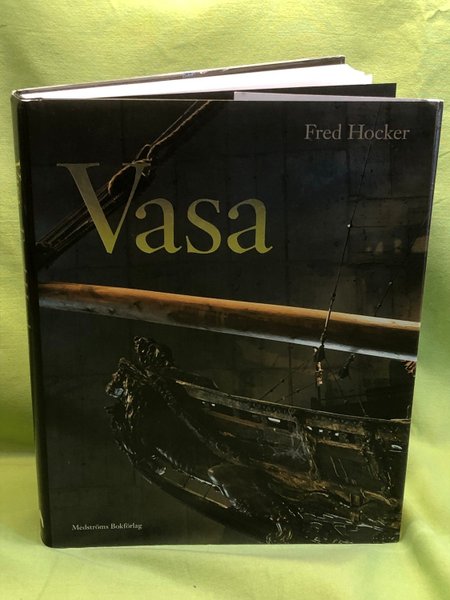 Fred Hocker
Vasa
Medströms Bokförlag